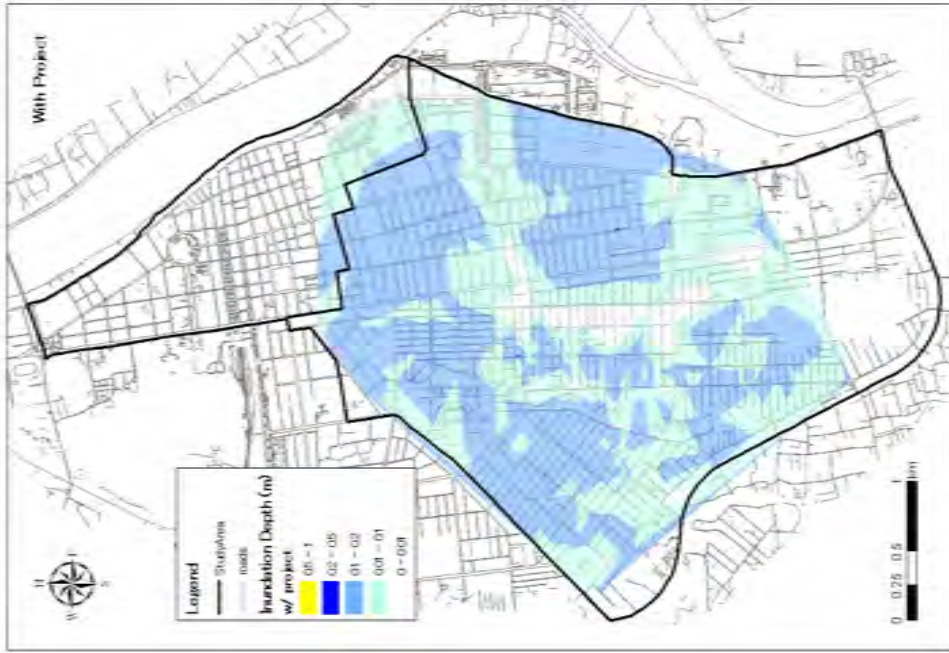 With Project
N
W E
S
Legend
StudyArea
roads
Inundation Depth (m)
w/ project
0.5 - 1
0.2 - 0.5
0.1 - 0.2
0.01 - 0.1
0 - 0.01
0 0.25 0.5 1
km